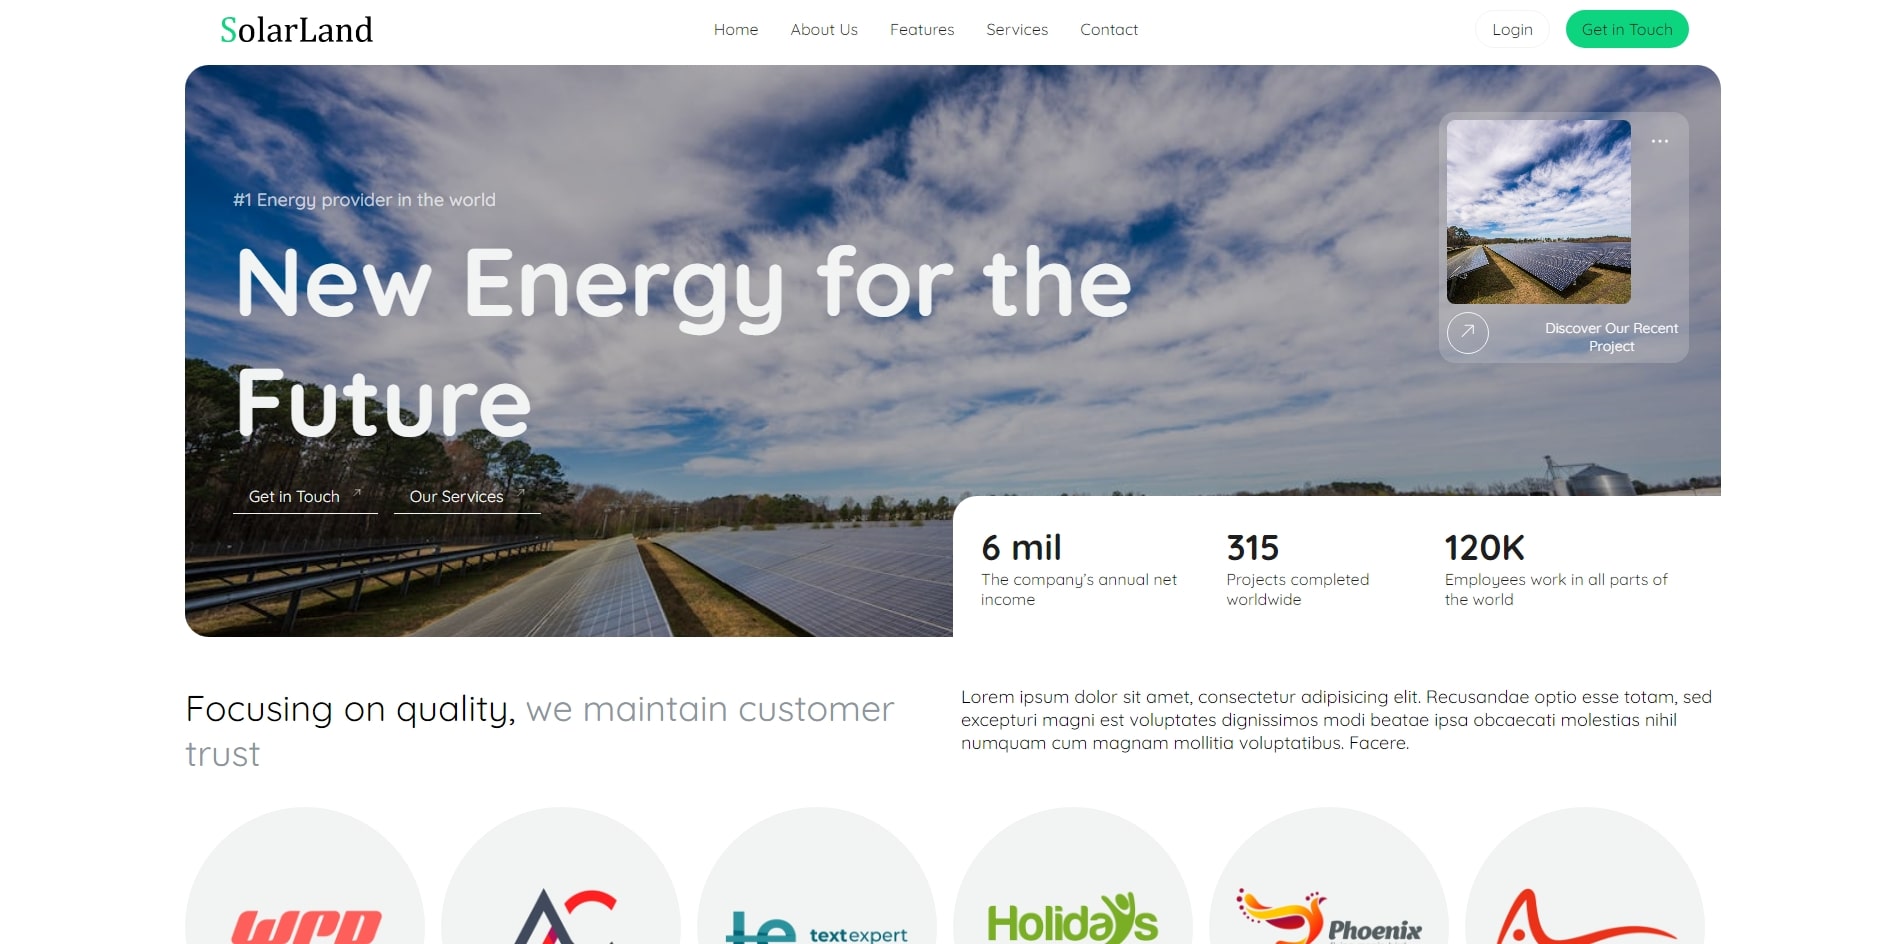 SolarLand
Home About Us Features Services Contact
Login
Get in Touch
#1 Energy provider in the world
New Energy for the
Future
Get in Touch
Our Services
Discover Our Recent
Project
6 mil
The company's annual net
income
315
Projects completed
worldwide
120K
Employees work in all parts of
the world
Focusing on quality, we maintain customer
trust
Lorem ipsum dolor sit amet, consectetur adipisicing elit. Recusandae optio esse totam, sed
excepturi magni est voluptates dignissimos modi beatae ipsa obcaecati molestias nihil
numquam cum magnam mollitia voluptatibus. Facere.
AC
te textexpert
Holidays
Phoenix